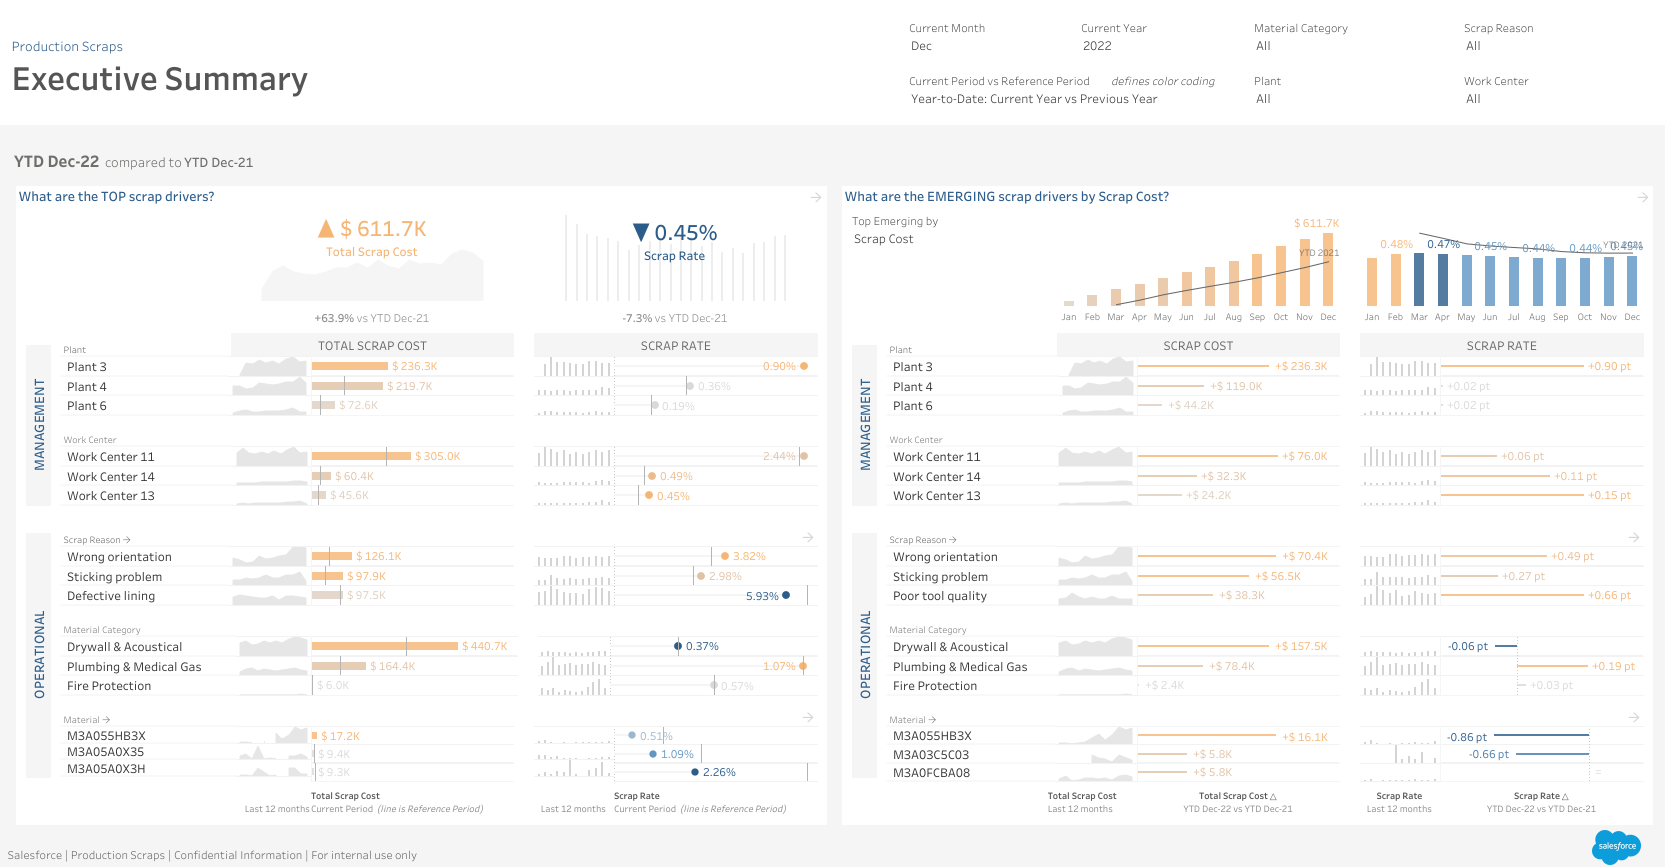 Production Scraps
Executive Summary
Current Month
Dec
Current Year
2022
Material Category
All
Scrap Reason
All
Current Period vs Reference Period defines color coding
Year-to-Date: Current Year vs Previous Year
Plant
All
Work Center
All
YTD Dec-22 compared to YTD Dec-21
What are the TOP scrap drivers? →
▲ $ 611.7K
Total Scrap Cost
+63.9% vs YTD Dec-21
▼ 0.45%
Scrap Rate
-7.3% vs YTD Dec-21
TOTAL SCRAP COST SCRAP RATE
MANAGEMENT
Plant
Plant 3 $ 236.3K 0.90%
Plant 4 $ 219.7K 0.36%
Plant 6 $ 72.6K 0.19%
Work Center
Work Center 11 $ 305.0K 2.44%
Work Center 14 $ 60.4K 0.49%
Work Center 13 $ 45.6K 0.45%
OPERATIONAL
Scrap Reason → →
Wrong orientation $ 126.1K 3.82%
Sticking problem $ 97.9K 2.98%
Defective lining $ 97.5K 5.93%
Material Category
Drywall & Acoustical $ 440.7K 0.37%
Plumbing & Medical Gas $ 164.4K 1.07%
Fire Protection $ 6.0K 0.57%
Material → →
M3A055HB3X $ 17.2K 0.51%
M3A05A0X35 $ 9.4K 1.09%
M3A05A0X3H $ 9.3K 2.26%
Total Scrap Cost Scrap Rate
Last 12 months Current Period (line is Reference Period) Last 12 months Current Period (line is Reference Period)
What are the EMERGING scrap drivers by Scrap Cost? →
Top Emerging by
Scrap Cost
$ 611.7K
YTD 2021
Jan Feb Mar Apr May Jun Jul Aug Sep Oct Nov Dec
0.48% 0.47% 0.45% 0.44% 0.44% 0.45%
YTD 2021
Jan Feb Mar Apr May Jun Jul Aug Sep Oct Nov Dec
SCRAP COST SCRAP RATE
MANAGEMENT
Plant
Plant 3 +$ 236.3K +0.90 pt
Plant 4 +$ 119.0K +0.02 pt
Plant 6 +$ 44.2K +0.02 pt
Work Center
Work Center 11 +$ 76.0K +0.06 pt
Work Center 14 +$ 32.3K +0.11 pt
Work Center 13 +$ 24.2K +0.15 pt
OPERATIONAL
Scrap Reason → →
Wrong orientation +$ 70.4K +0.49 pt
Sticking problem +$ 56.5K +0.27 pt
Poor tool quality +$ 38.3K +0.66 pt
Material Category
Drywall & Acoustical +$ 157.5K -0.06 pt
Plumbing & Medical Gas +$ 78.4K +0.19 pt
Fire Protection +$ 2.4K +0.03 pt
Material → →
M3A055HB3X +$ 16.1K -0.86 pt
M3A03C5C03 +$ 5.8K -0.66 pt
M3A0FCBA08 +$ 5.8K =
Total Scrap Cost Total Scrap Cost △ Scrap Rate Scrap Rate △
Last 12 months YTD Dec-22 vs YTD Dec-21 Last 12 months YTD Dec-22 vs YTD Dec-21
Salesforce | Production Scraps | Confidential Information | For internal use only
salesforce